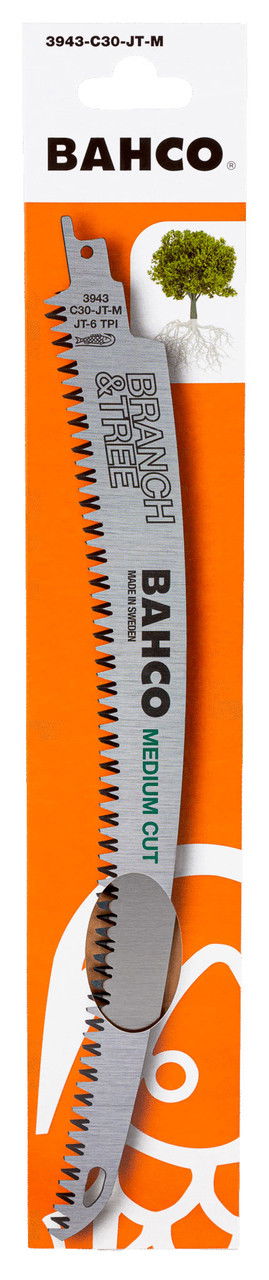 3943-C30-JT-M
BAHCO®
3943
C30-JT-M
JT-6 TPI
BRANCH
&TREE
BAHCO
MADE IN SWEDEN
MEDIUM CUT